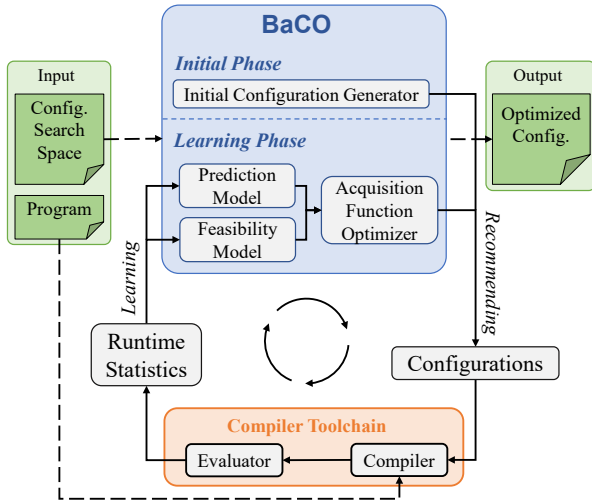 BaCO
Input
Config.
Search
Space
Program
Initial Phase
Initial Configuration Generator
Learning Phase
Prediction
Model
Feasibility
Model
Acquisition
Function
Optimizer
Output
Optimized
Config.
Learning
Recommending
Runtime
Statistics
Configurations
Compiler Toolchain
Evaluator
Compiler